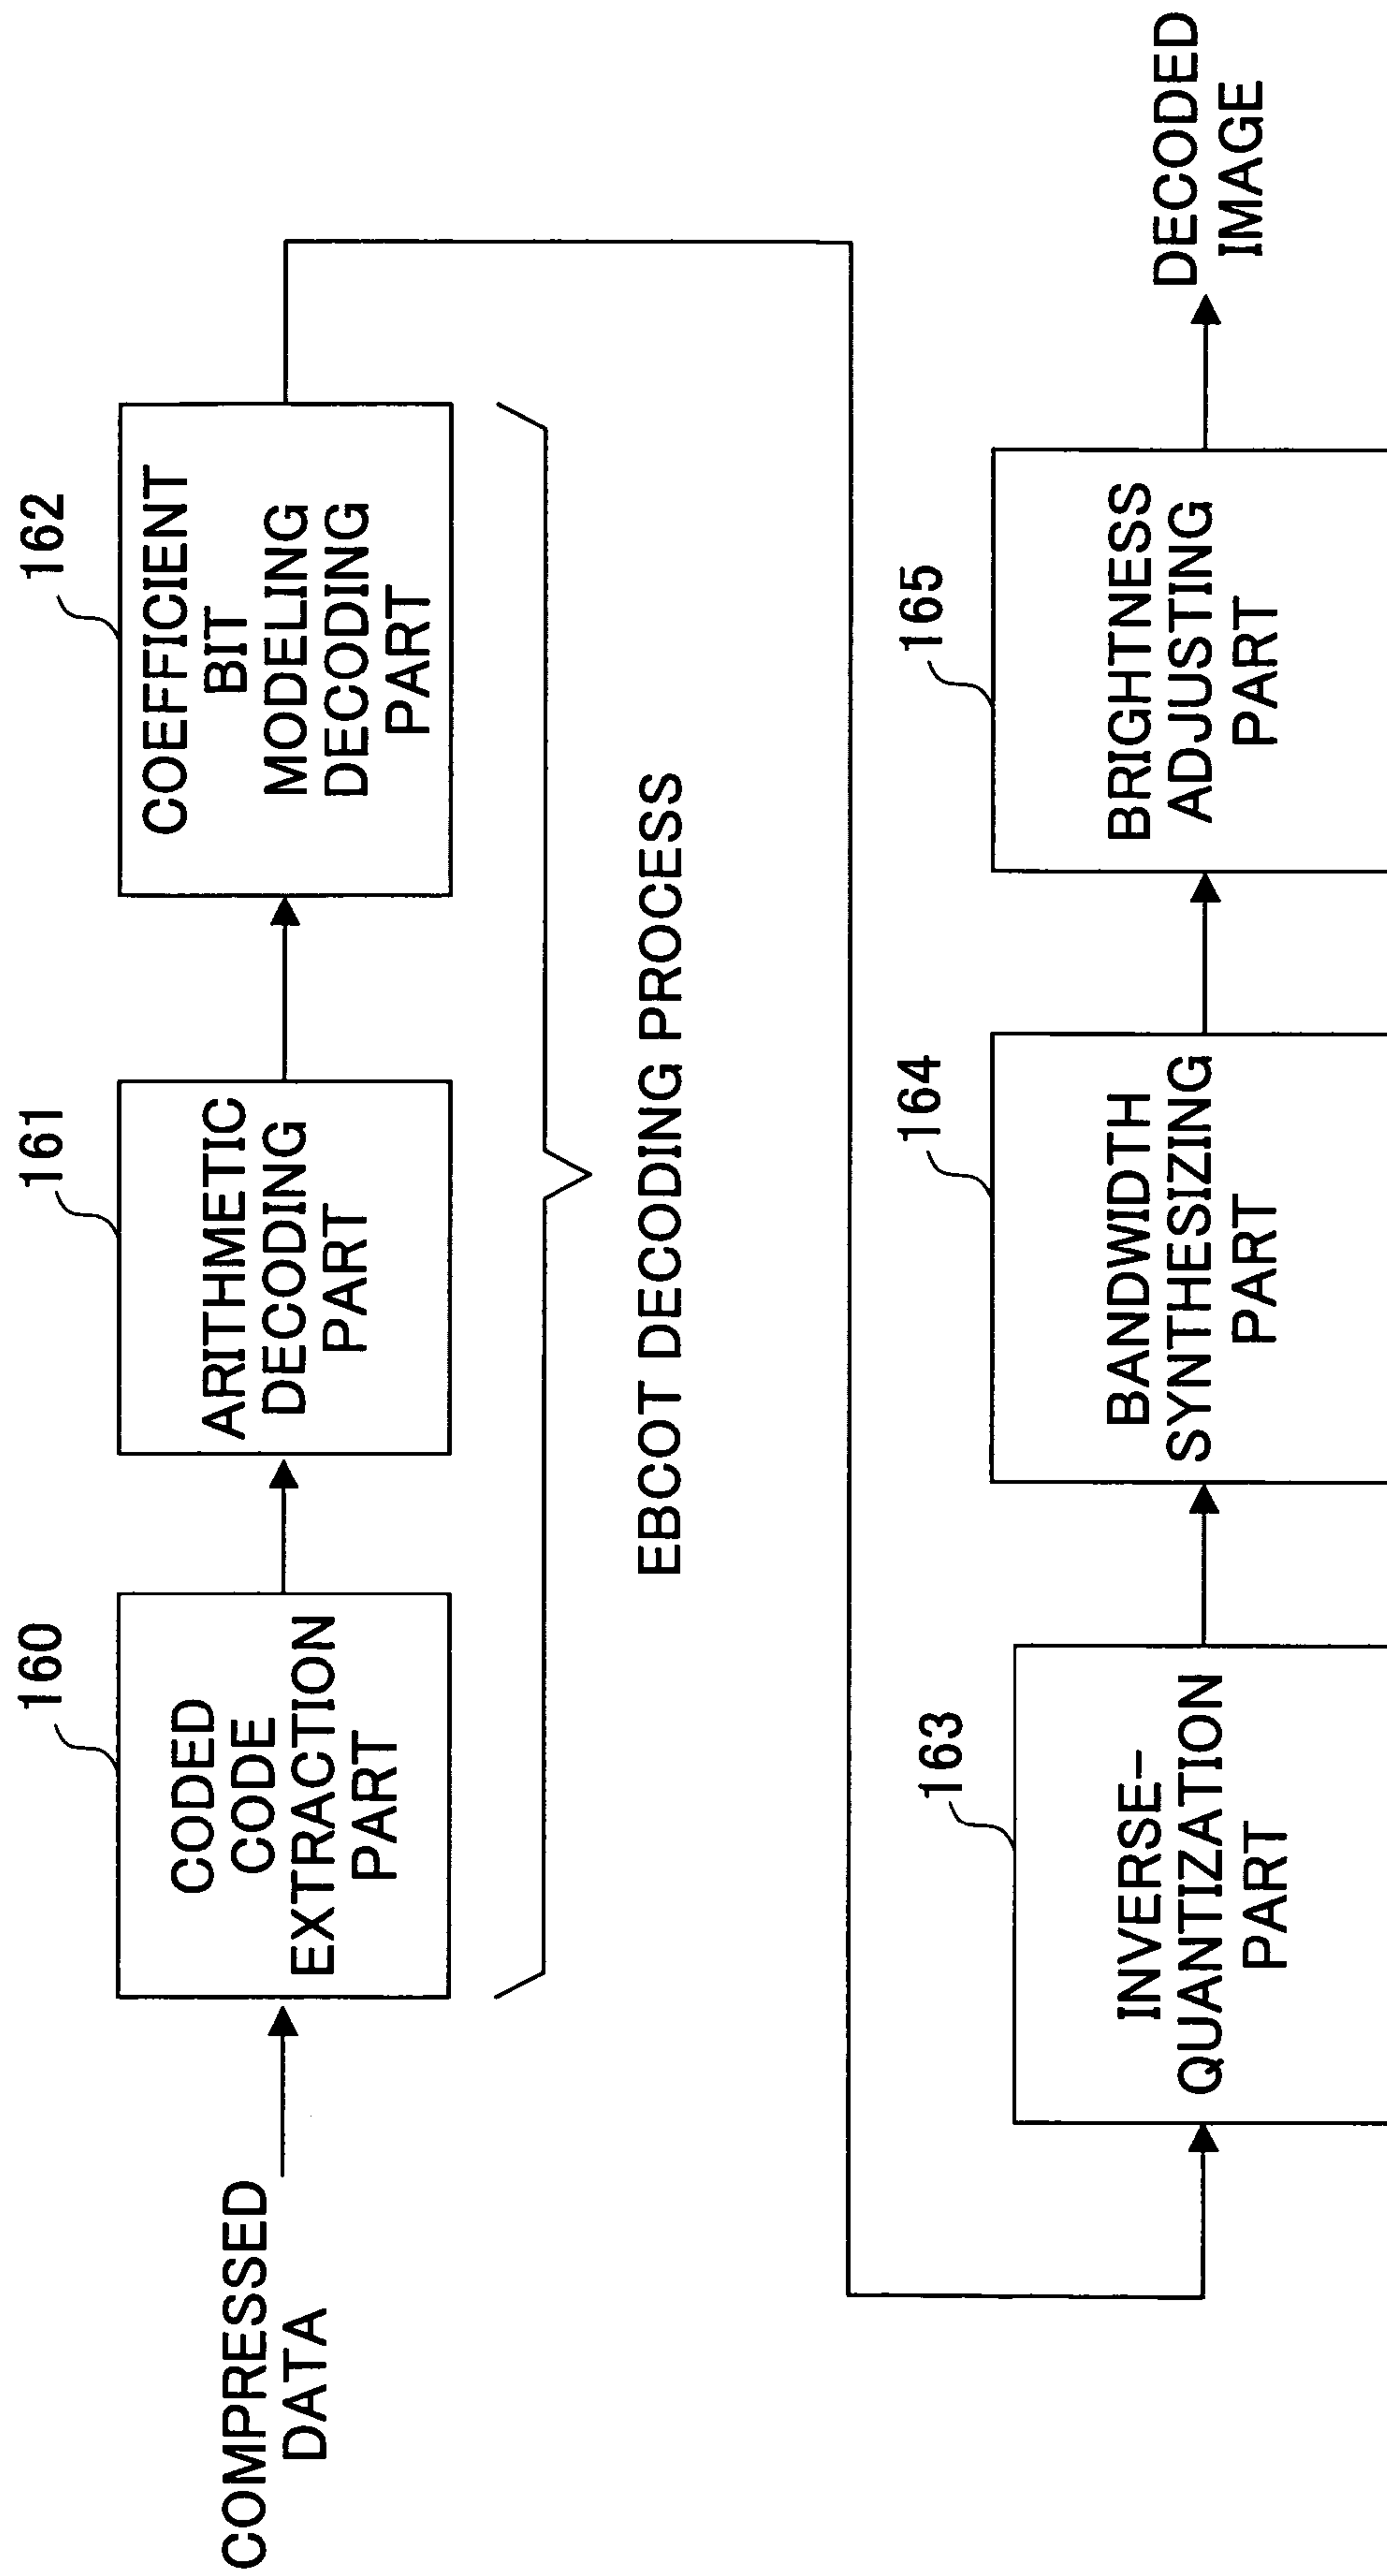 COMPRESSED
DATA
160
CODED
CODE
EXTRACTION
PART
161
ARITHMETIC
DECODING
PART
162
COEFFICIENT
BIT
MODELING
DECODING
PART
EBCOT DECODING PROCESS
163
INVERSE-
QUANTIZATION
PART
164
BANDWIDTH
SYNTHESIZING
PART
165
BRIGHTNESS
ADJUSTING
PART
DECODED
IMAGE